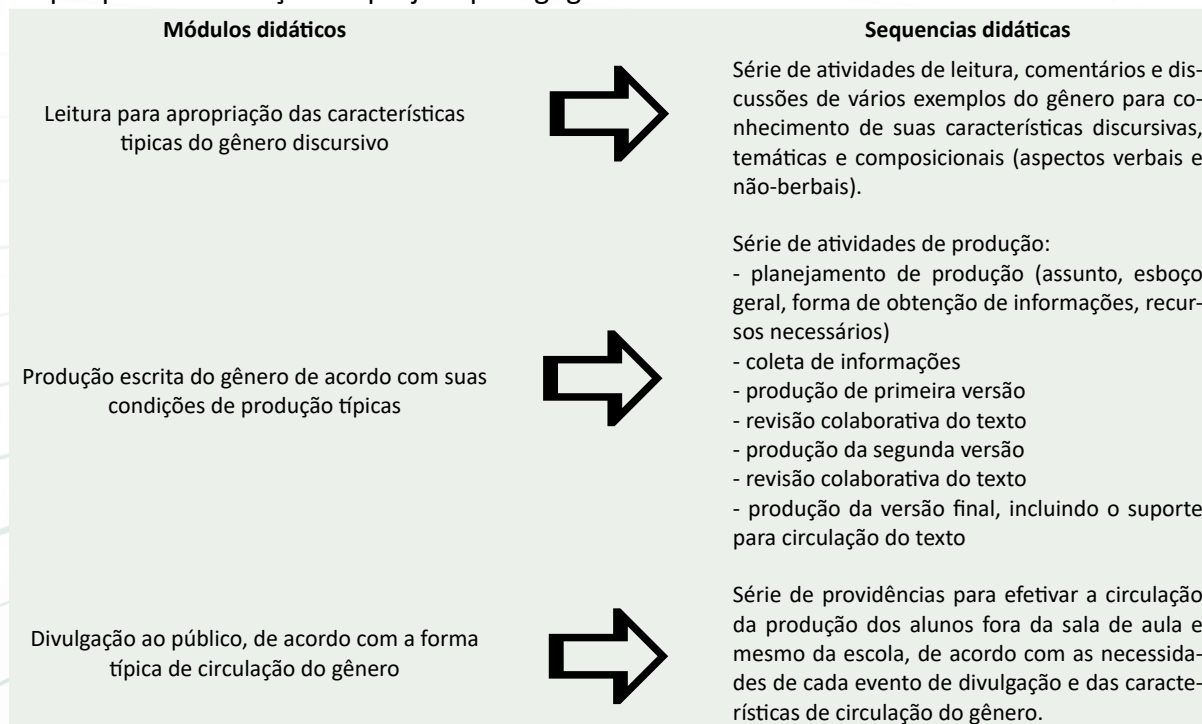 Módulos didáticos
Sequencias didáticas
Leitura para apropriação das características
típicas do gênero discursivo
Série de atividades de leitura, comentários e dis-
cussões de vários exemplos do gênero para co-
nhecimento de suas características discursivas,
temáticas e composicionais (aspectos verbais e
não-berbais).
Produção escrita do gênero de acordo com suas
condições de produção típicas
Série de atividades de produção:
- planejamento de produção (assunto, esboço
geral, forma de obtenção de informações, recur-
sos necessários)
- coleta de informações
- produção de primeira versão
- revisão colaborativa do texto
- produção da segunda versão
- revisão colaborativa do texto
- produção da versão final, incluindo o suporte
para circulação do texto
Divulgação ao público, de acordo com a forma
típica de circulação do gênero
Série de providências para efetivar a circulação
da produção dos alunos fora da sala de aula e
mesmo da escola, de acordo com as necessida-
des de cada evento de divulgação e das caracte-
rísticas de circulação do gênero.